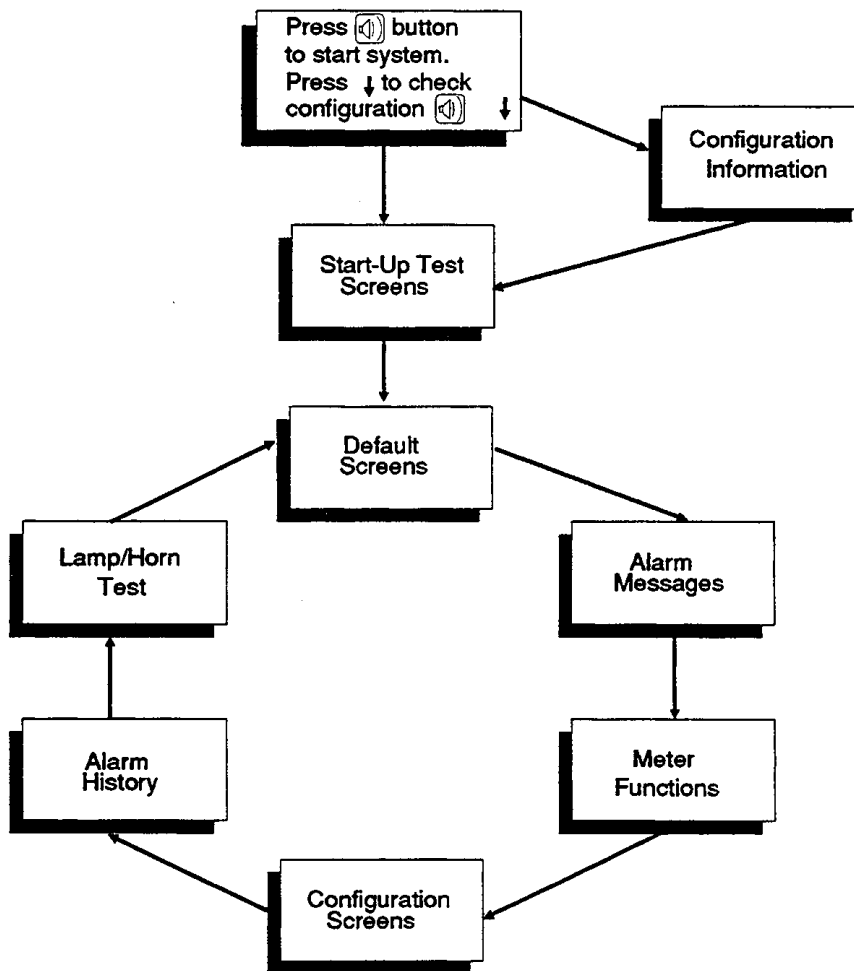 Press button
to start system.
Press ↓ to check
configuration ↓
Configuration
Information
Start-Up Test
Screens
Default
Screens
Lamp/Horn
Test
Alarm
Messages
Alarm
History
Meter
Functions
Configuration
Screens